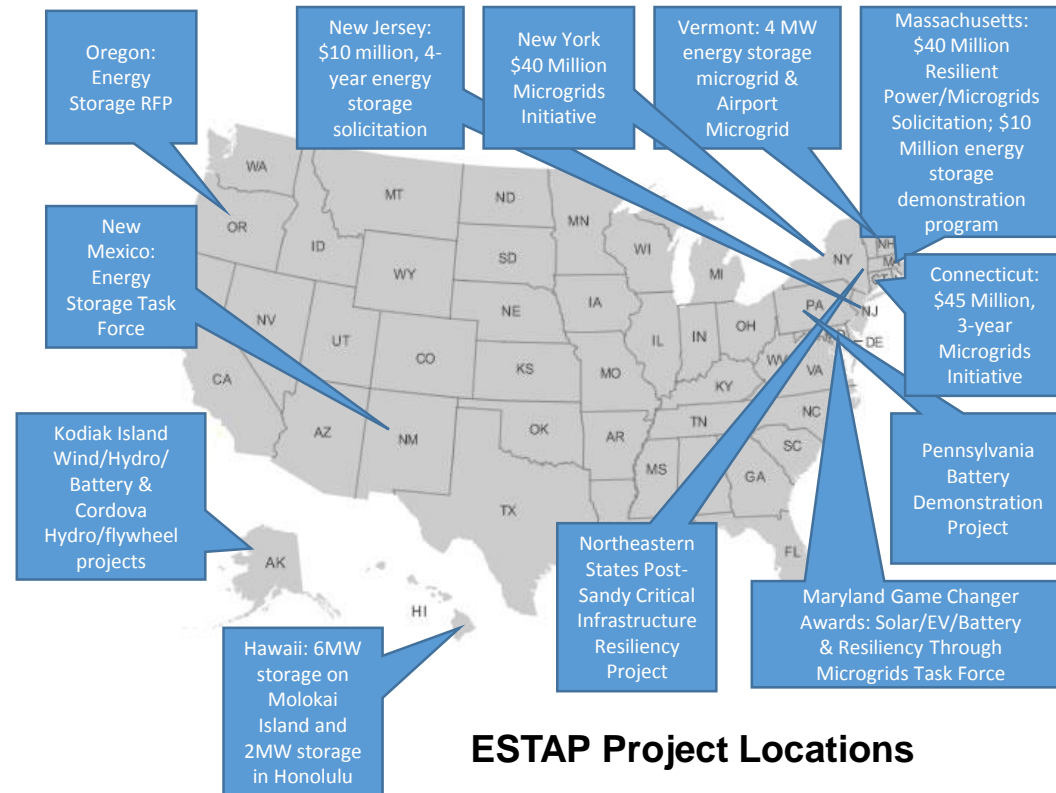 Oregon:
Energy
Storage RFP
New Jersey:
$10 million, 4-
year energy
storage
solicitation
New York
$40 Million
Microgrids
Initiative
Vermont: 4 MW
energy storage
microgrid &
Airport
Microgrid
Massachusetts:
$40 Million
Resilient
Power/Microgrids
Solicitation; $10
Million energy
storage
demonstration
program
New
Mexico:
Energy
Storage Task
Force
Connecticut:
$45 Million,
3-year
Microgrids
Initiative
Kodiak Island
Wind/Hydro/
Battery &
Cordova
Hydro/flywheel
projects
Pennsylvania
Battery
Demonstration
Project
Northeastern
States Post-
Sandy Critical
Infrastructure
Resiliency
Project
Maryland Game Changer
Awards: Solar/EV/Battery
& Resiliency Through
Microgrids Task Force
Hawaii: 6MW
storage on
Molokai
Island and
2MW storage
in Honolulu
WA
MT
ND
MN
OR
ID
WY
SD
WI
MI
NY
NH
NV
UT
CO
NE
IA
IL
IN
OH
PA
NJ
DE
CA
KS
MO
KY
WV
VA
AZ
NM
OK
AR
TN
NC
SC
MS
GA
TX
FL
AK
HI
ESTAP Project Locations